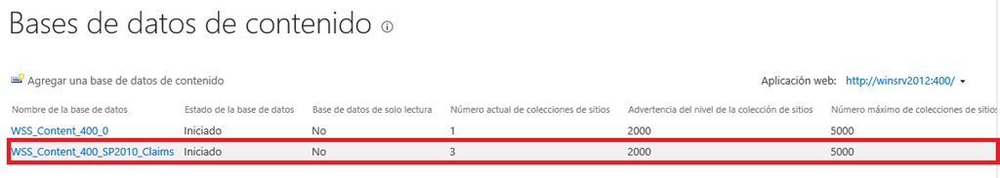 Bases de datos de contenido
Agregar una base de datos de contenido Aplicación web: http://winsrv2012:400/
Nombre de la base de datos Estado de la base de datos Base de datos de solo lectura Número actual de colecciones de sitios Advertencia del nivel de la colección de sitios Número máximo de colecciones de sitios
WSS_Content_400_0 Iniciado No 1 2000 5000
WSS_Content_400_SP2010_Claims Iniciado No 3 2000 5000